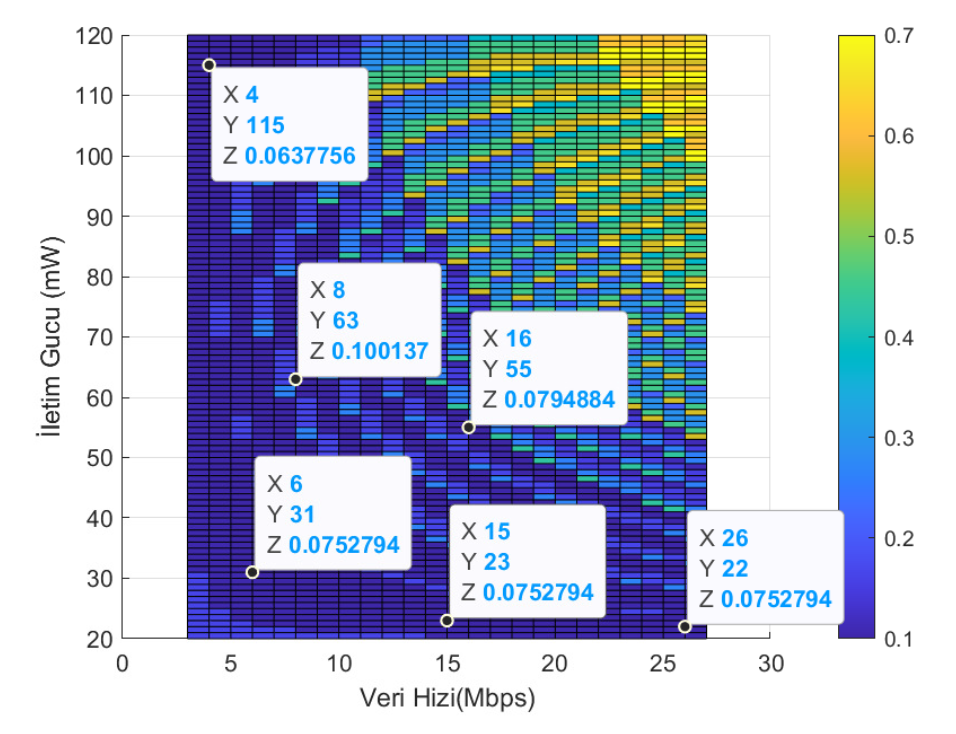 120
110
100
90
80
70
60
50
40
30
20
İletim Gucu (mW)
X 4
Y 115
Z 0.0637756
X 8
Y 63
Z 0.100137
X 16
Y 55
Z 0.0794884
X 6
Y 31
Z 0.0752794
X 15
Y 23
Z 0.0752794
X 26
Y 22
Z 0.0752794
0
5
10
15
20
25
30
Veri Hizi(Mbps)
0.7
0.6
0.5
0.4
0.3
0.2
0.1